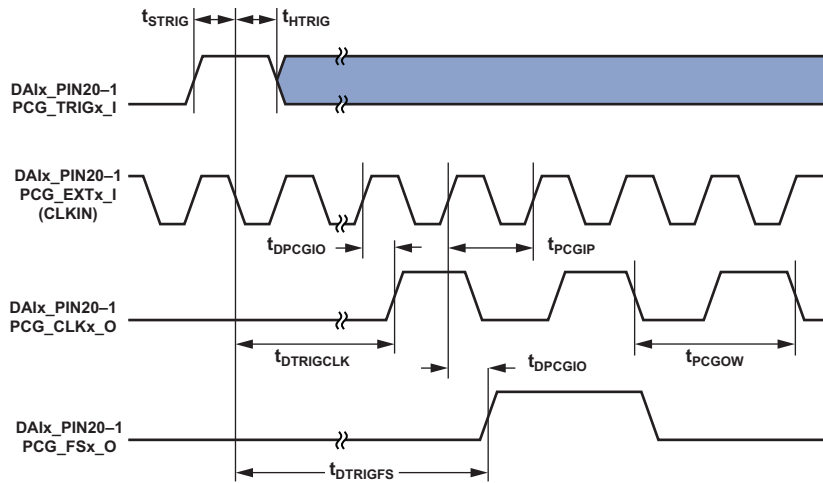 tSTRIG
tHTRIG
DAIx_PIN20–1
PCG_TRIGx_I
DAIx_PIN20–1
PCG_EXTx_I
(CLKIN)
tDPCGIO
tPCGIP
DAIx_PIN20–1
PCG_CLKx_O
tDTRIGCLK
tDPCGIO
tPCGOW
DAIx_PIN20–1
PCG_FSx_O
tDTRIGFS